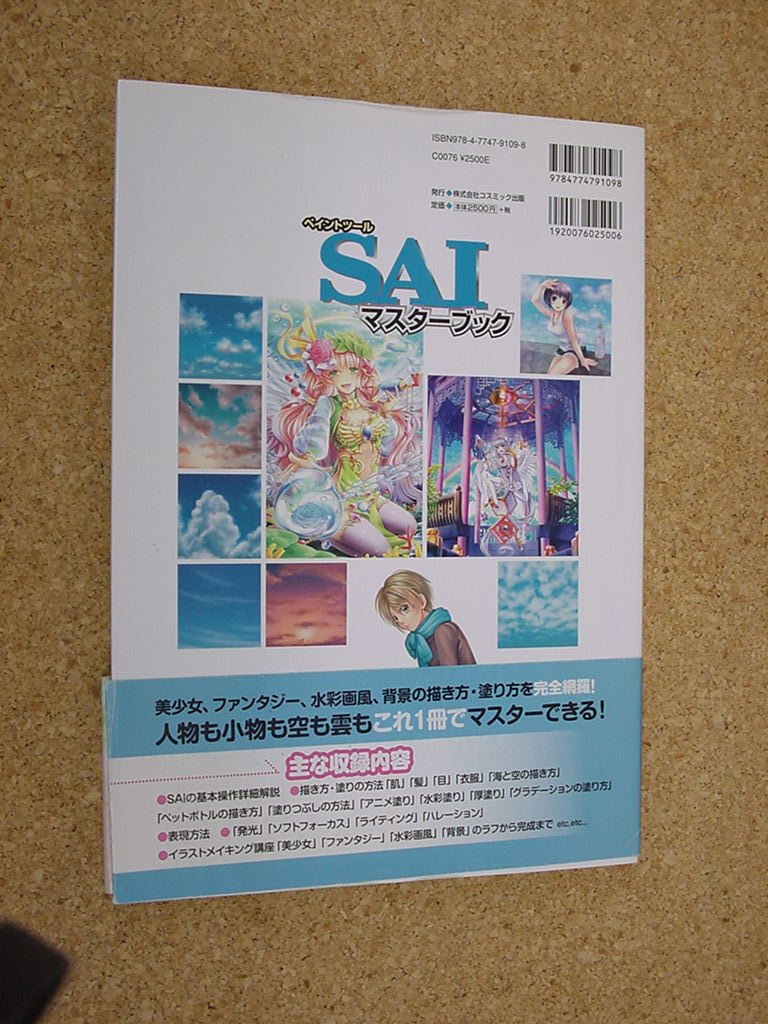 ISBN978-4-7747-9109-8
C0076 ¥2500E
9784774791098
発行◆株式会社コスミック出版
定価◆本体2500円+税
1920076025006
ペイントツール
SAI
マスターブック
美少女、ファンタジー、水彩画風、背景の描き方・塗り方を完全網羅!
人物も小物も空も雲もこれ1冊でマスターできる!
主な収録内容
●SAIの基本操作詳細解説 ●描き方・塗りの方法「肌」「髪」「目」「衣服」「海と空の描き方」
「ペットボトルの描き方」「塗りつぶしの方法」「アニメ塗り」「水彩塗り」「厚塗り」「グラデーションの塗り方」
●表現方法 ●「発光」「ソフトフォーカス」「ライティング」「ハレーション」
●イラストメイキング講座「美少女」「ファンタジー」「水彩画風」「背景」のラフから完成まで etc,etc...